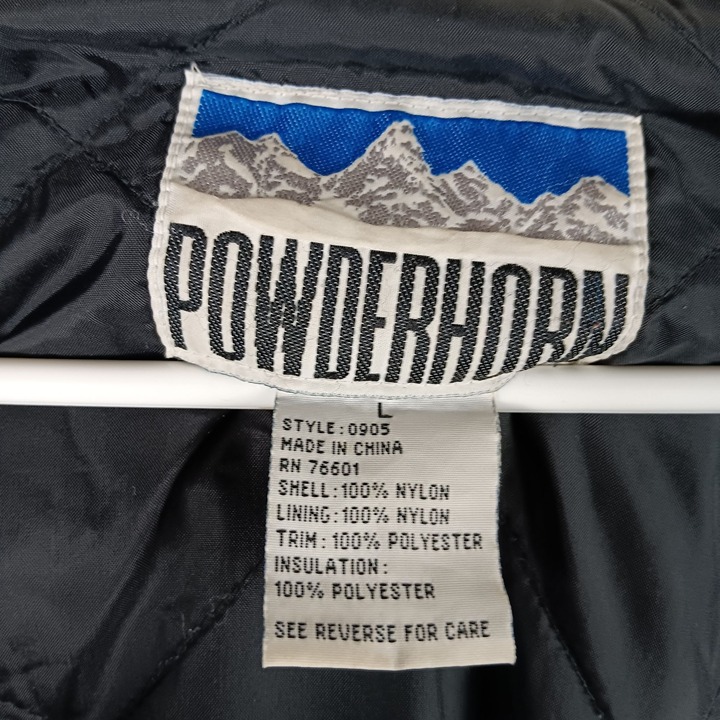 POWDERHORN
L
STYLE:0905
MADE IN CHINA
RN 76601
SHELL:100% NYLON
LINING:100% NYLON
TRIM:100% POLYESTER
INSULATION:
100% POLYESTER
SEE REVERSE FOR CARE